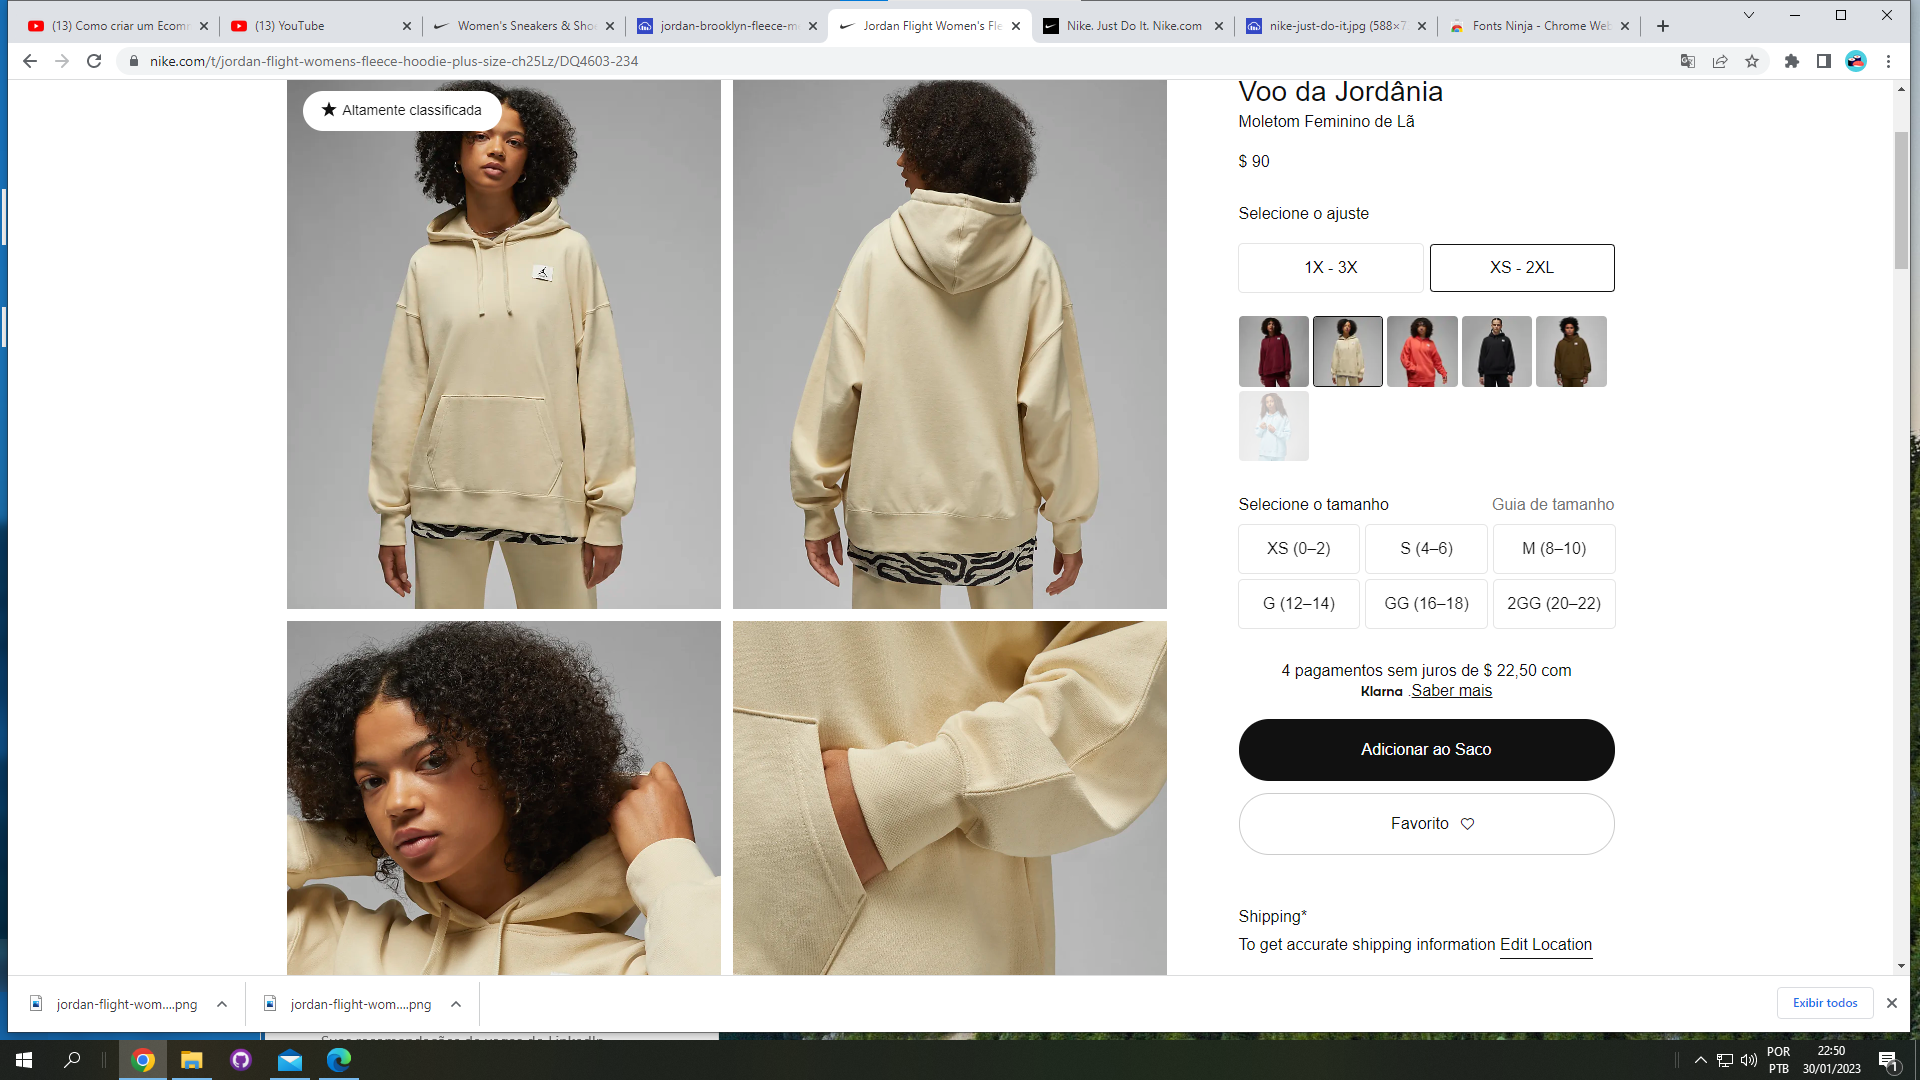 (13) Como criar um Ecomm
(13) YouTube
Women's Sneakers & Shoe
jordan-brooklyn-fleece-m
Jordan Flight Women's Fle
Nike. Just Do It. Nike.com
nike-just-do-it.jpg (588×7
Fonts Ninja - Chrome Web
nike.com/t/jordan-flight-womens-fleece-hoodie-plus-size-ch25Lz/DQ4603-234
Altamente classificada
Voo da Jordânia
Moletom Feminino de Lã
$ 90
Selecione o ajuste
1X - 3X
XS - 2XL
Selecione o tamanho
Guia de tamanho
XS (0–2)
S (4–6)
M (8–10)
G (12–14)
GG (16–18)
2GG (20–22)
4 pagamentos sem juros de $ 22,50 com
Klarna .Saber mais
Adicionar ao Saco
Favorito
Shipping*
To get accurate shipping information Edit Location
jordan-flight-wom....png
jordan-flight-wom....png
Exibir todos
POR
PTB
22:50
30/01/2023
1